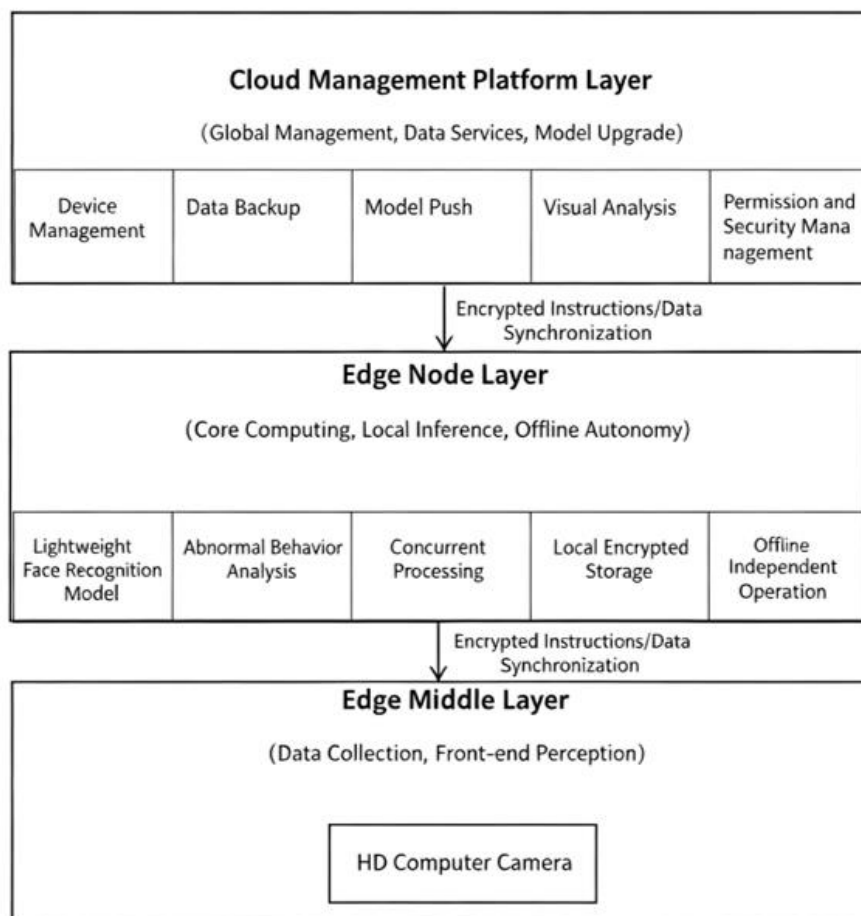 Cloud Management Platform Layer
(Global Management, Data Services, Model Upgrade)
Device
Management
Data Backup
Model Push
Visual Analysis
Permission and
Security Mana
nagement
Encrypted Instructions/Data
Synchronization
Edge Node Layer
(Core Computing, Local Inference, Offline Autonomy)
Lightweight
Face Recognition
Model
Abnormal Behavior
Analysis
Concurrent
Processing
Local Encrypted
Storage
Offline
Independent
Operation
Encrypted Instructions/Data
Synchronization
Edge Middle Layer
(Data Collection, Front-end Perception)
HD Computer Camera